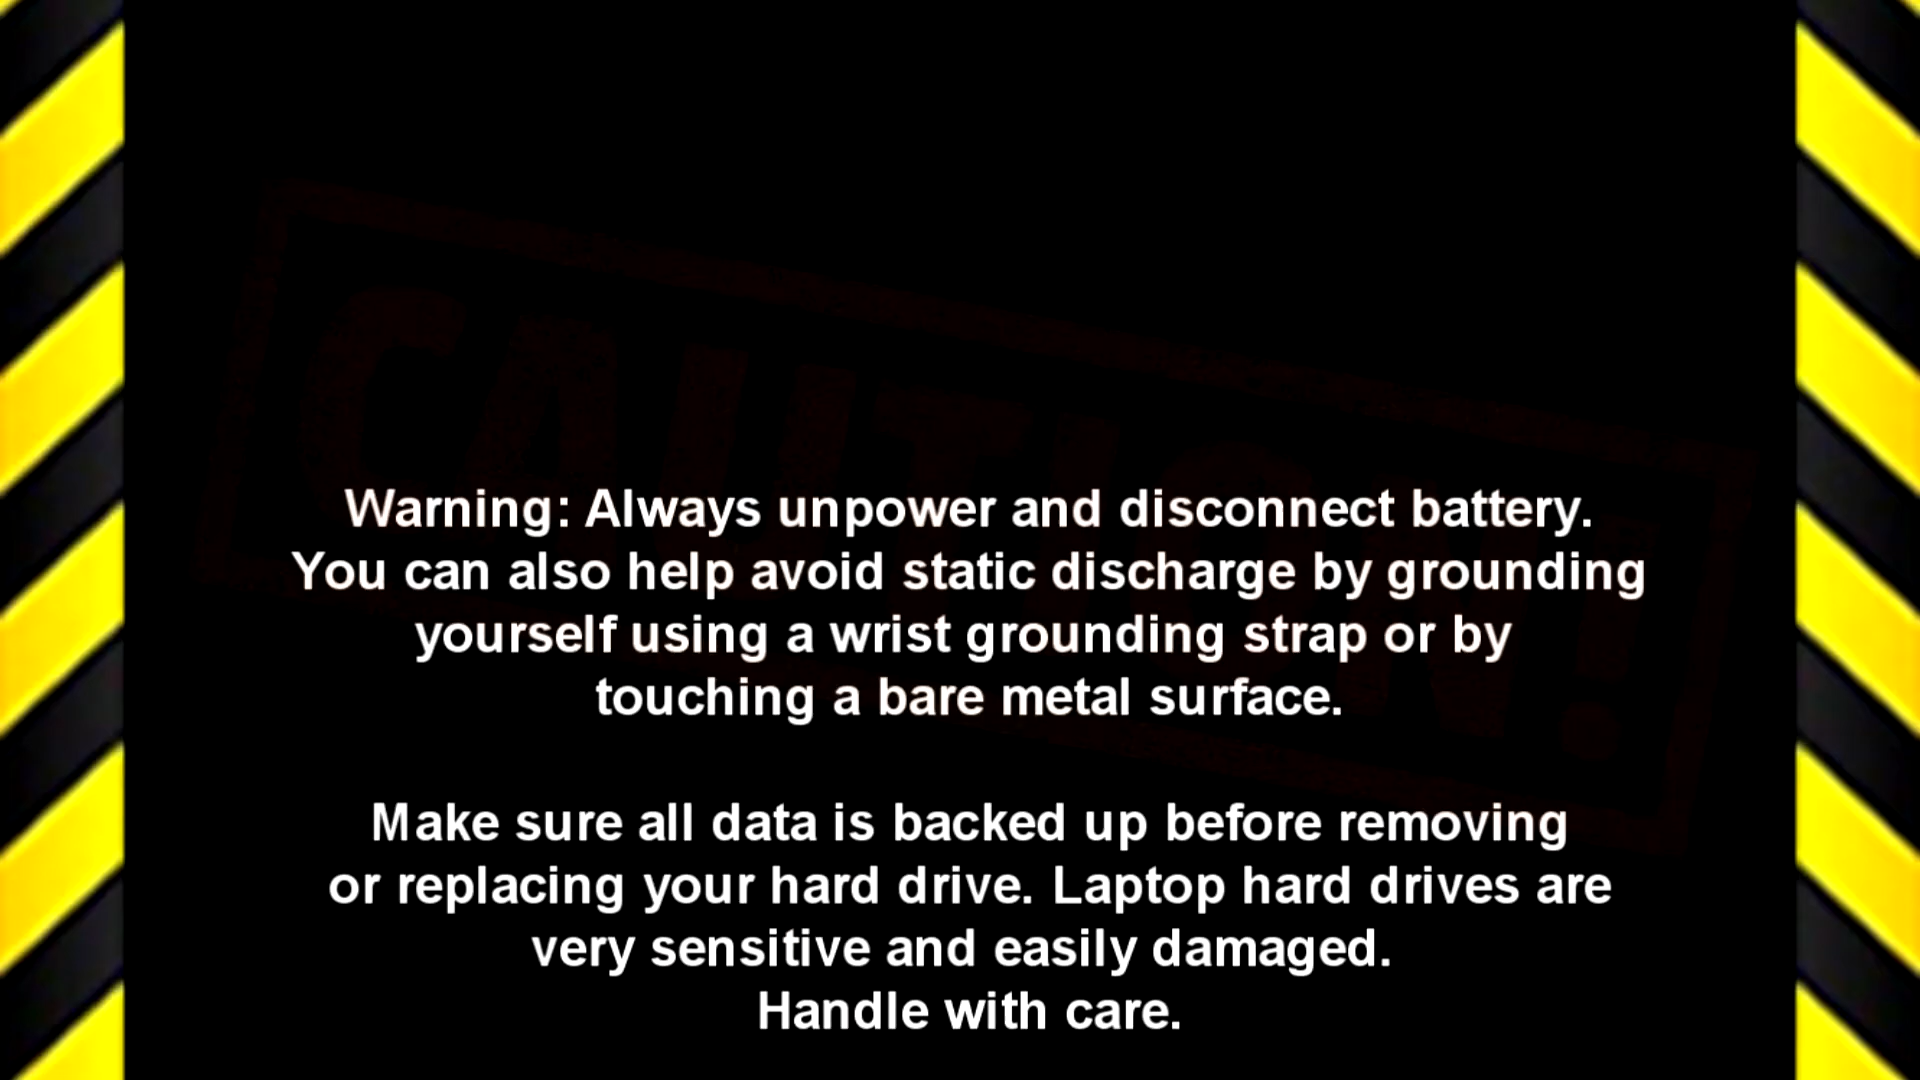 CAUTION!
Warning: Always unpower and disconnect battery.
You can also help avoid static discharge by grounding
yourself using a wrist grounding strap or by
touching a bare metal surface.
Make sure all data is backed up before removing
or replacing your hard drive. Laptop hard drives are
very sensitive and easily damaged.
Handle with care.